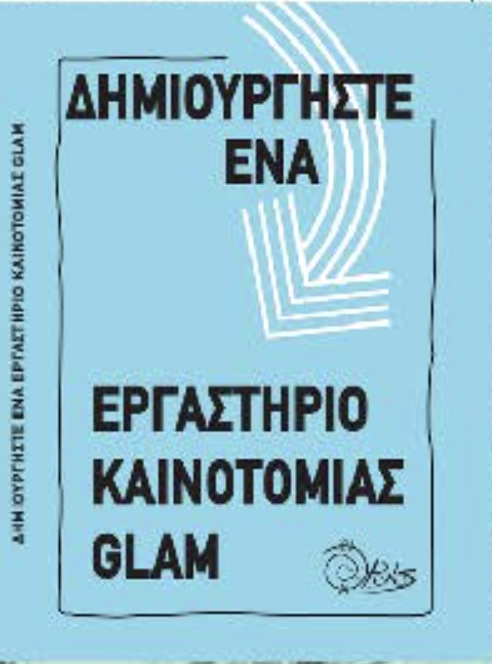 ΔΗΜΙΟΥΡΓΗΣΤΕ
ΕΝΑ
ΕΡΓΑΣΤΗΡΙΟ
ΚΑΙΝΟΤΟΜΙΑΣ
GLAM
ΔΗΜΙΟΥΡΓΗΣΤΕ ΕΝΑ ΕΡΓΑΣΤΗΡΙΟ ΚΑΙΝΟΤΟΜΙΑΣ GLAM